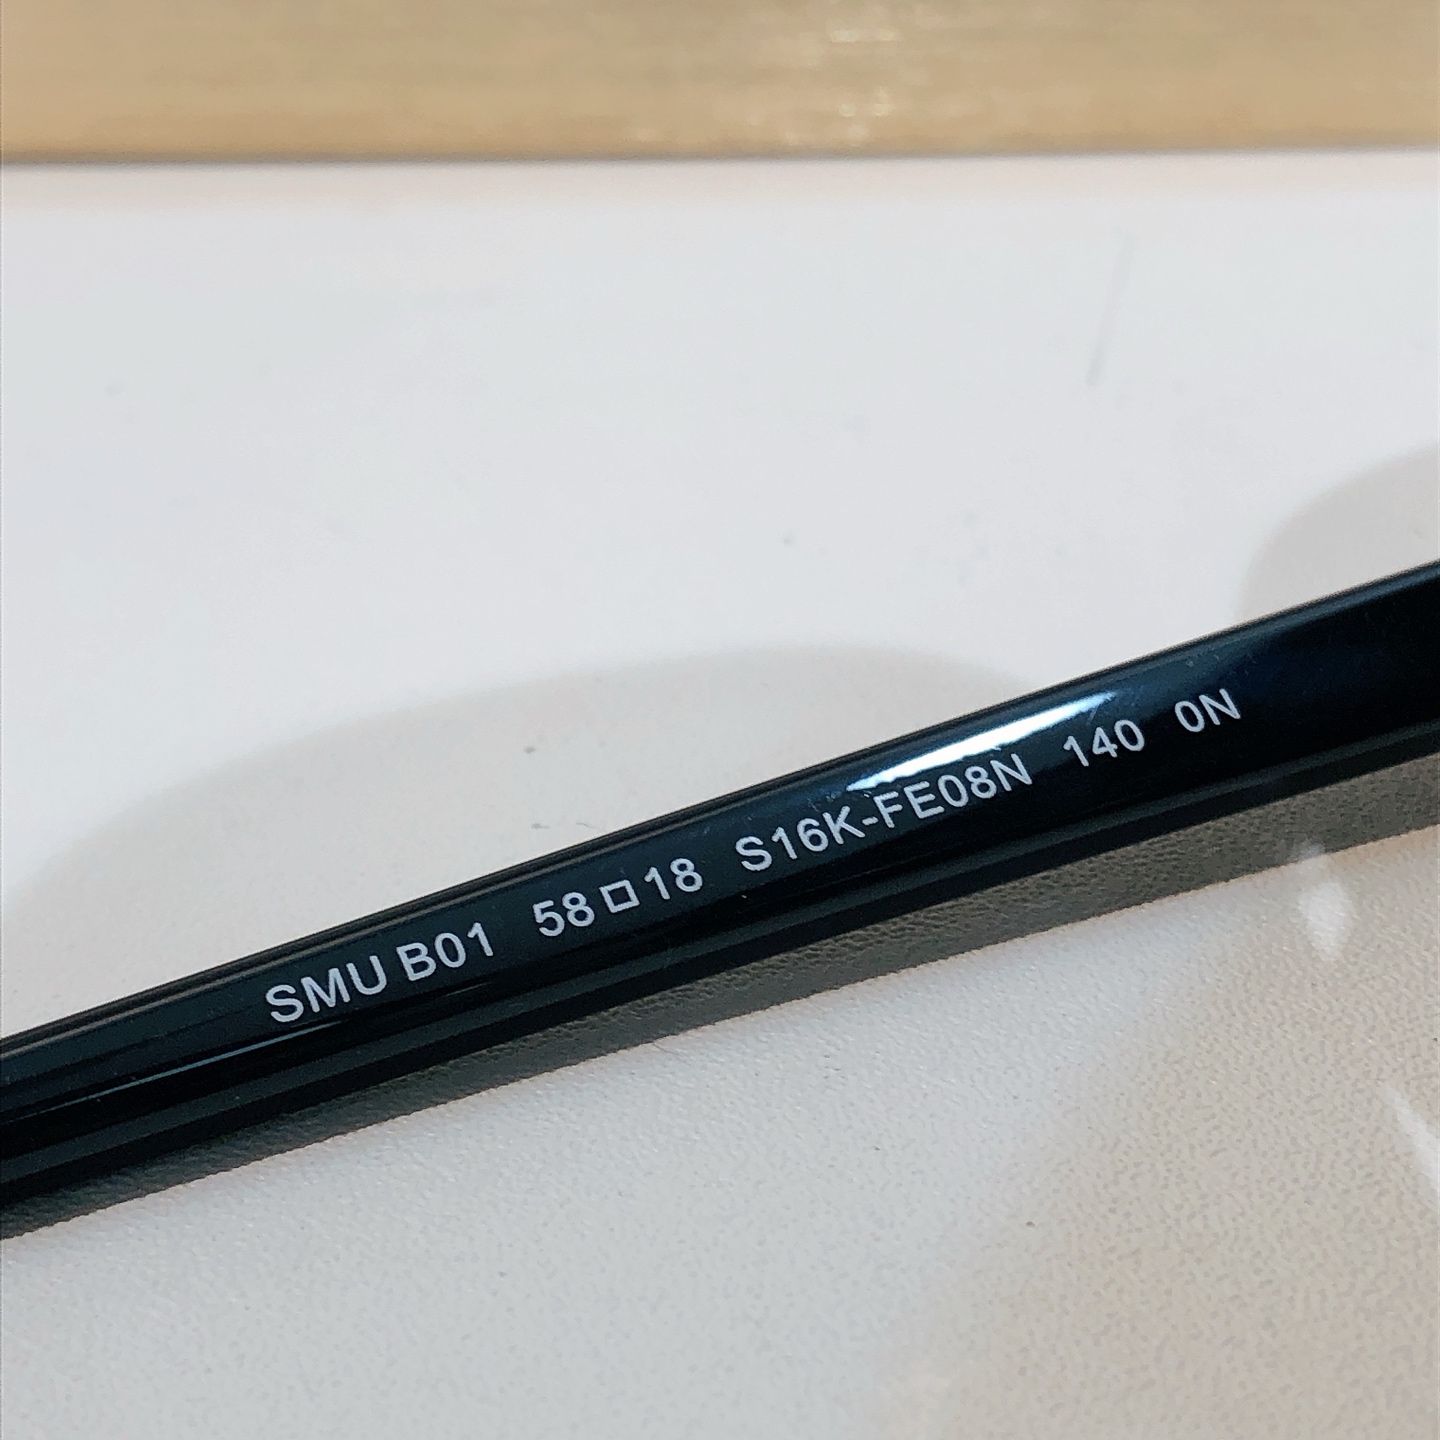 SMU B01 58□18 S16K-FE08N 140 0N